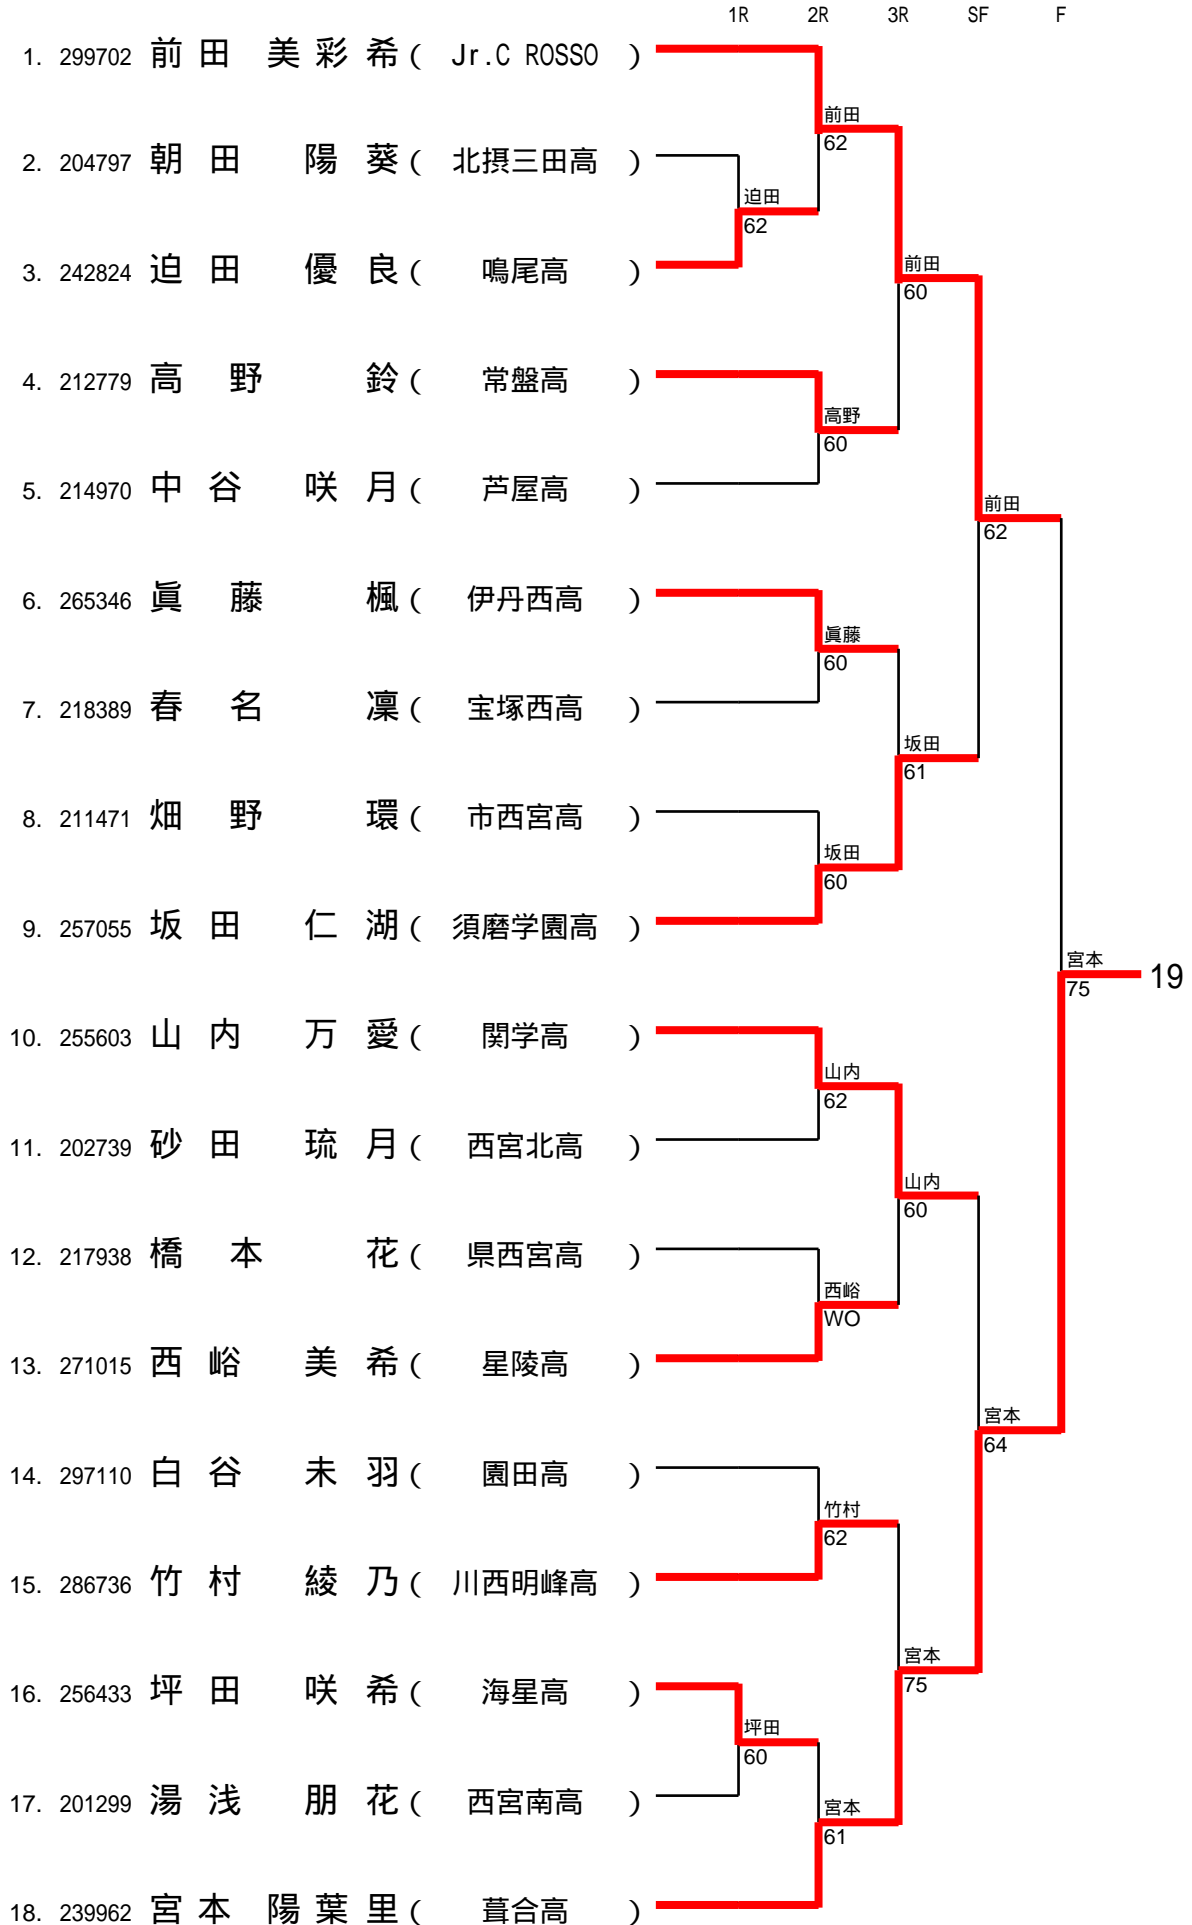 1R 2R 3R SF F
1. 299702 前田 美彩希 ( Jr.C ROSSO )
前田
62
2. 204797 朝田 陽葵 ( 北摂三田高 )
迫田
62
3. 242824 迫田 優良 ( 鳴尾高 )
前田
60
4. 212779 高野 鈴 ( 常盤高 )
高野
60
5. 214970 中谷 咲月 ( 芦屋高 )
前田
62
6. 265346 眞藤 楓 ( 伊丹西高 )
眞藤
60
7. 218389 春名 凜 ( 宝塚西高 )
坂田
61
8. 211471 畑野 環 ( 市西宮高 )
坂田
60
9. 257055 坂田 仁湖 ( 須磨学園高 )
宮本
75
19
10. 255603 山内 万愛 ( 関学高 )
山内
62
11. 202739 砂田 琉月 ( 西宮北高 )
山内
60
12. 217938 橋本 花 ( 県西宮高 )
西峪
WO
13. 271015 西峪 美希 ( 星陵高 )
宮本
64
14. 297110 白谷 未羽 ( 園田高 )
竹村
62
15. 286736 竹村 綾乃 ( 川西明峰高 )
宮本
75
16. 256433 坪田 咲希 ( 海星高 )
坪田
60
17. 201299 湯浅 朋花 ( 西宮南高 )
宮本
61
18. 239962 宮本 陽葉里 ( 葺合高 )